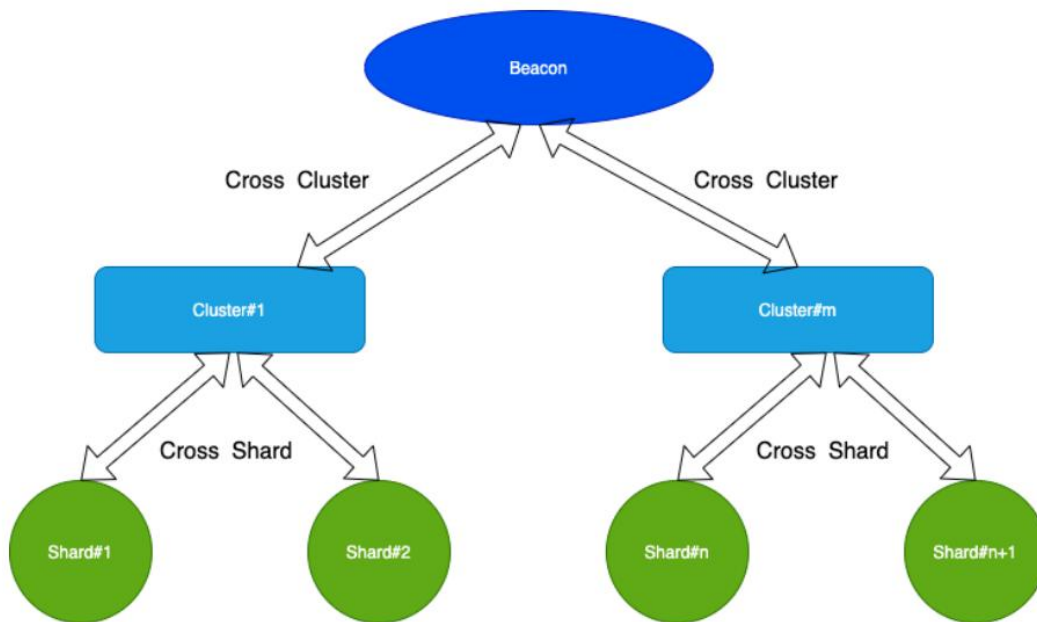 Beacon
Cross Cluster
Cross Cluster
Cluster#1
Cluster#m
Cross Shard
Cross Shard
Shard#1
Shard#2
Shard#n
Shard#n+1